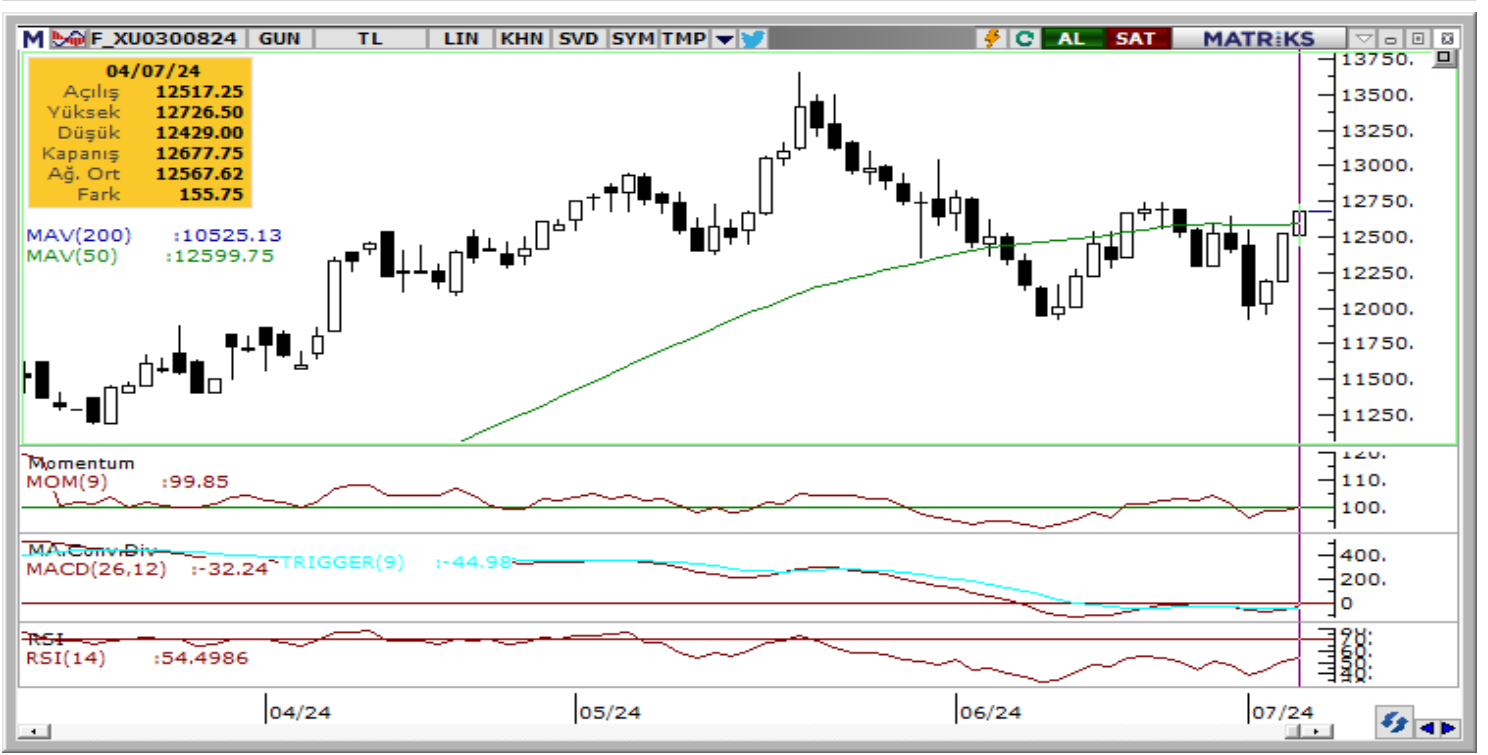 M F_XU0300824 GUN TL LIN KHN SVD SYM TMP C AL SAT MATRİKS
04/07/24
Açılış 12517.25
Yüksek 12726.50
Düşük 12429.00
Kapanış 12677.75
Ağ. Ort 12567.62
Fark 155.75
MAV(200) :10525.13
MAV(50) :12599.75
13750.
13500.
13250.
13000.
12750.
12500.
12250.
12000.
11750.
11500.
11250.
Momentum
MOM(9) :99.85
120.
110.
100.
MA.Conv.Div
MACD(26,12) :-32.24
TRIGGER(9) :-44.98
400.
200.
0
RSI
RSI(14) :54.4986
70.
60.
50.
40.
04/24 05/24 06/24 07/24